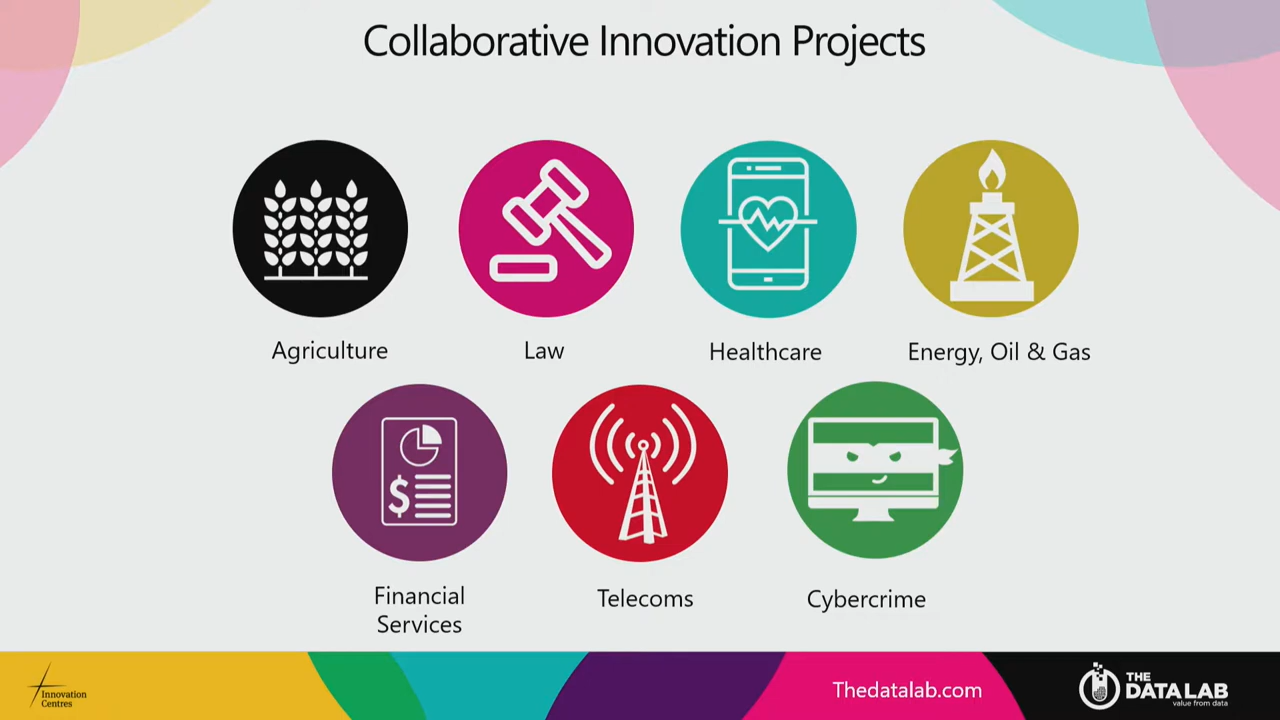 Collaborative Innovation Projects
Agriculture
Law
Healthcare
Energy, Oil & Gas
$
Financial
Services
Telecoms
Cybercrime
Innovation
Centres
Thedatalab.com
THE
DATA LAB
value from data